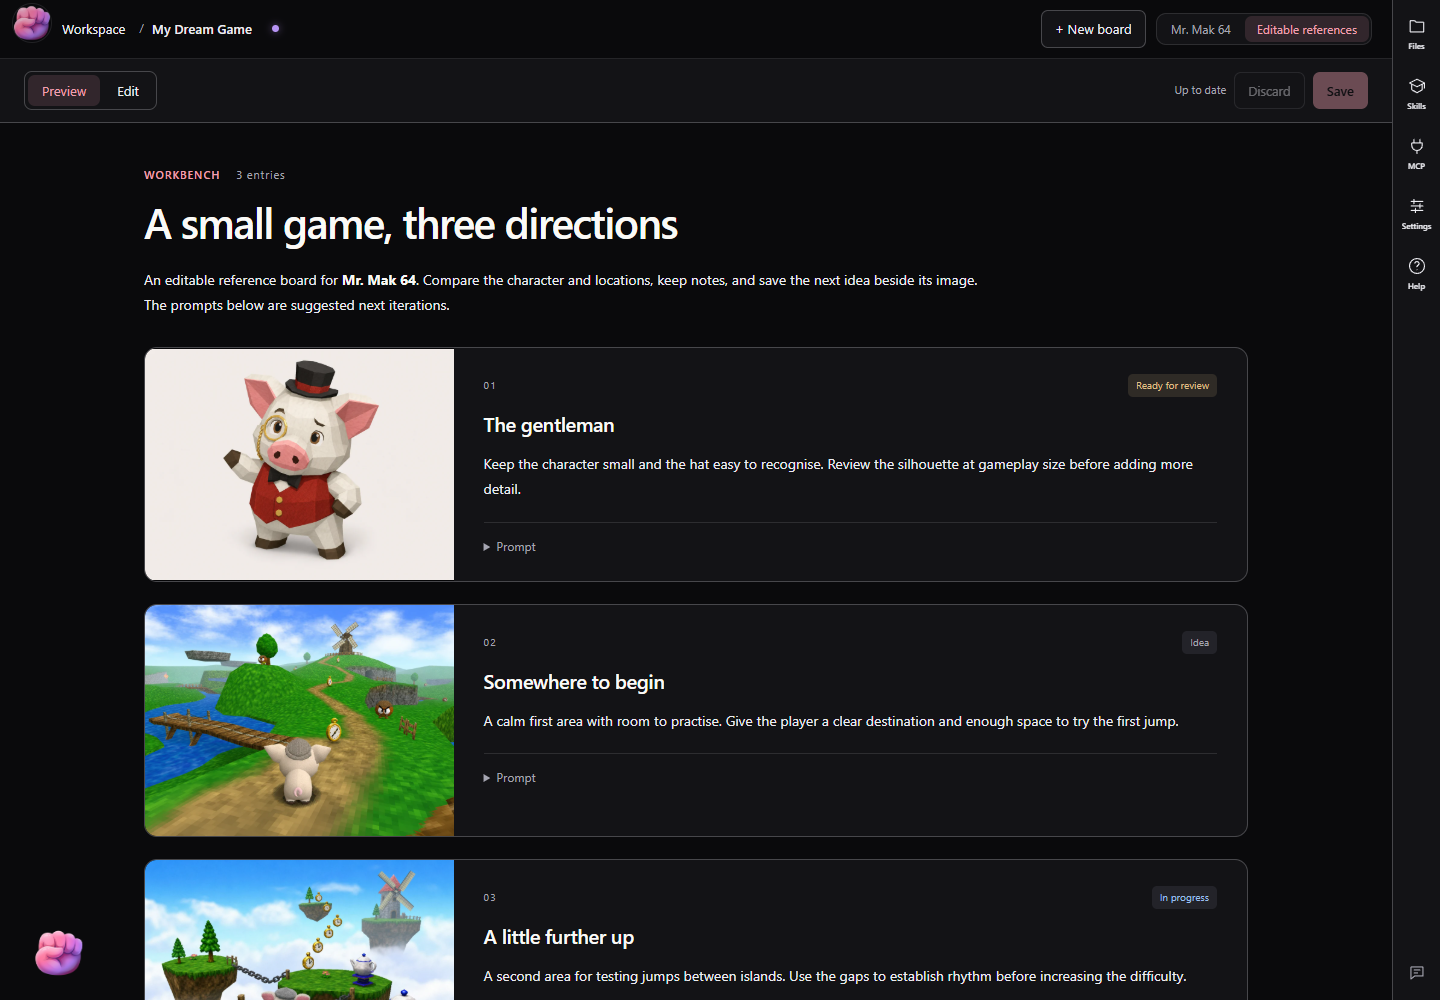 Workspace / My Dream Game
+ New board
Mr. Mak 64
Editable references
Files
Skills
MCP
Settings
Help
Preview
Edit
Up to date
Discard
Save
WORKBENCH 3 entries
A small game, three directions
An editable reference board for Mr. Mak 64. Compare the character and locations, keep notes, and save the next idea beside its image.
The prompts below are suggested next iterations.
01
Ready for review
The gentleman
Keep the character small and the hat easy to recognise. Review the silhouette at gameplay size before adding more
detail.
Prompt
02
Idea
Somewhere to begin
A calm first area with room to practise. Give the player a clear destination and enough space to try the first jump.
Prompt
03
In progress
A little further up
A second area for testing jumps between islands. Use the gaps to establish rhythm before increasing the difficulty.